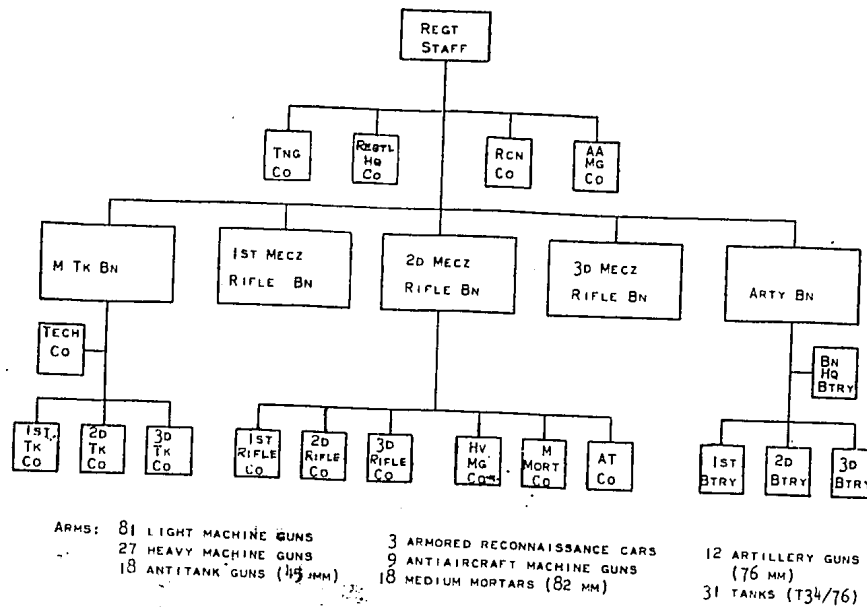 REGT
STAFF
TNG
CO
REGTL
HQ
CO
RCN
CO
AA
MG
CO
M TK BN
1ST MECZ
RIFLE BN
2D MECZ
RIFLE BN
3D MECZ
RIFLE BN
ARTY BN
TECH
CO
BN
HQ
BTRY
1ST
TK
CO
2D
TK
CO
3D
TK
CO
1ST
RIFLE
CO
2D
RIFLE
CO
3D
RIFLE
CO
HV
MG
CO
M
MORT
CO
AT
CO
1ST
BTRY
2D
BTRY
3D
BTRY
ARMS: 81 LIGHT MACHINE GUNS
27 HEAVY MACHINE GUNS
18 ANTITANK GUNS (45 MM)
3 ARMORED RECONNAISSANCE CARS
9 ANTIAIRCRAFT MACHINE GUNS
18 MEDIUM MORTARS (82 MM)
12 ARTILLERY GUNS
(76 MM)
31 TANKS (T34/76)